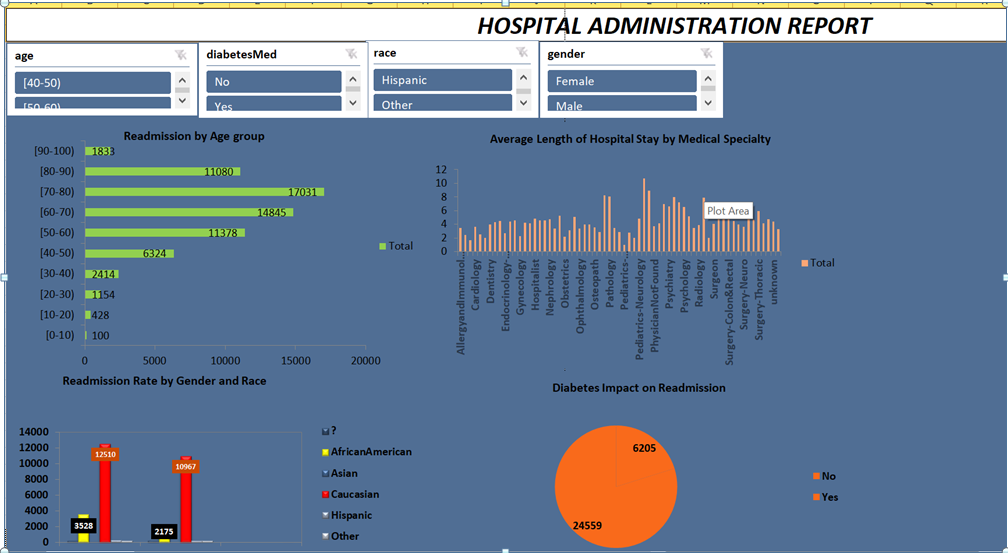 HOSPITAL ADMINISTRATION REPORT
age
[40-50)
[50-60)
diabetesMed
No
Yes
race
Hispanic
Other
gender
Female
Male
Readmission by Age group
[90-100)
1833
[80-90)
11080
[70-80)
17031
[60-70)
14845
[50-60)
11378
[40-50)
6324
[30-40)
2414
[20-30)
1154
[10-20)
428
[0-10)
100
0
5000
10000
15000
20000
Total
Average Length of Hospital Stay by Medical Specialty
12
10
8
6
4
2
0
Plot Area
AllergyandImmunol...
Cardiology
Dentistry
Endocrinology-...
Gynecology
Hospitalist
Nephrology
Obstetrics
Ophthalmology
Osteopath
Pathology
Pediatrics-...
Pediatrics-Neurology
PhysicianNotFound
Psychiatry
Psychology
Radiology
Surgeon
Surgery-Colon&Rectal
Surgery-Neuro
Surgery-Thoracic
unknown
Total
Readmission Rate by Gender and Race
14000
12000
10000
8000
6000
4000
2000
0
3528
12510
2175
10967
?
AfricanAmerican
Asian
Caucasian
Hispanic
Other
Diabetes Impact on Readmission
6205
24559
No
Yes